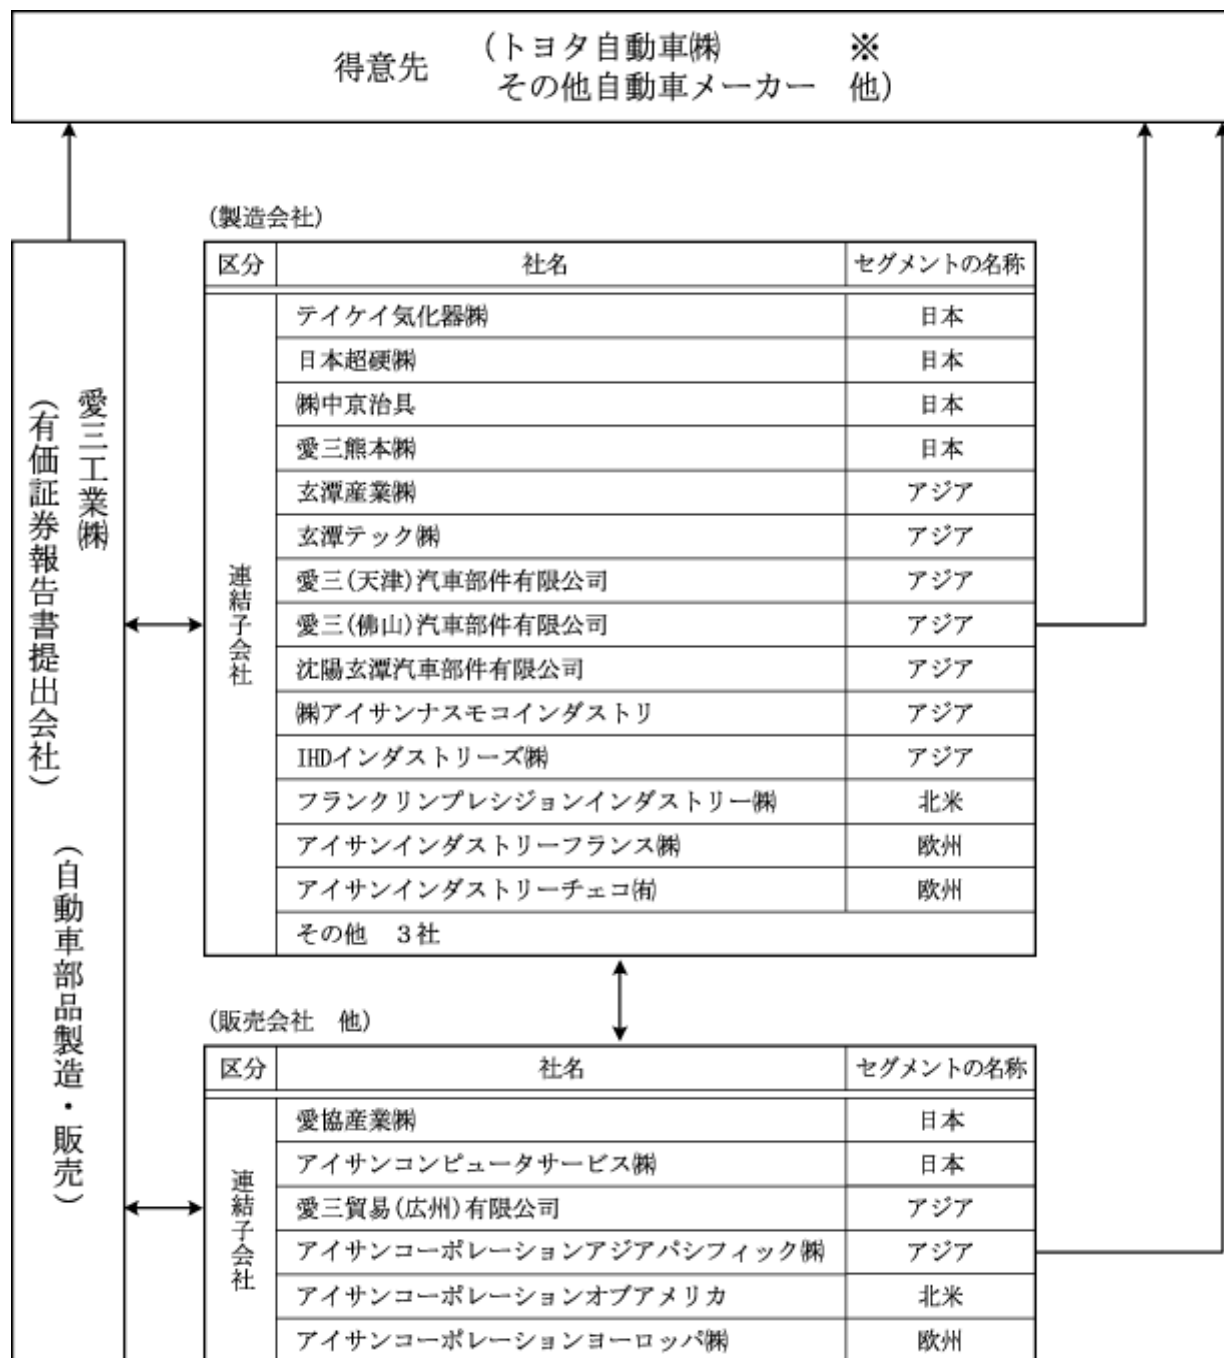 得意先 (トヨタ自動車㈱ ※
その他自動車メーカー 他)
愛三工業㈱
(有価証券報告書提出会社)
(自動車部品製造・販売)
(製造会社)
区分 社名 セグメントの名称
連結子会社
テイケイ気化器㈱ 日本
日本超硬㈱ 日本
㈱中京治具 日本
愛三熊本㈱ 日本
玄潭産業㈱ アジア
玄潭テック㈱ アジア
愛三(天津)汽車部件有限公司 アジア
愛三(佛山)汽車部件有限公司 アジア
沈陽玄潭汽車部件有限公司 アジア
㈱アイサンナスモコインダストリ アジア
IHDインダストリーズ㈱ アジア
フランクリンプレシジョンインダストリー㈱ 北米
アイサンインダストリーフランス㈱ 欧州
アイサンインダストリーチェコ㈲ 欧州
その他 3社
(販売会社 他)
区分 社名 セグメントの名称
連結子会社
愛協産業㈱ 日本
アイサンコンピュータサービス㈱ 日本
愛三貿易(広州)有限公司 アジア
アイサンコーポレーションアジアパシフィック㈱ アジア
アイサンコーポレーションオブアメリカ 北米
アイサンコーポレーションヨーロッパ㈱ 欧州